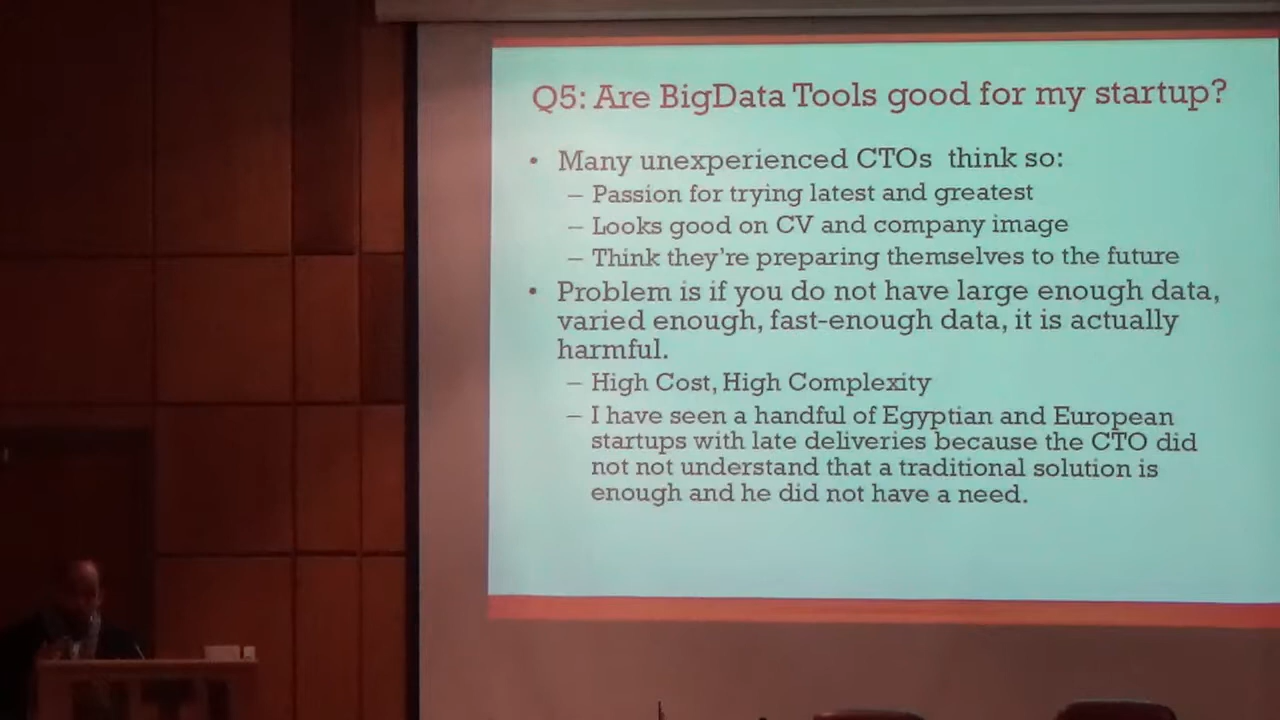 Q5: Are BigData Tools good for my startup?
• Many unexperienced CTOs think so:
– Passion for trying latest and greatest
– Looks good on CV and company image
– Think they're preparing themselves to the future
• Problem is if you do not have large enough data,
varied enough, fast-enough data, it is actually
harmful.
– High Cost, High Complexity
– I have seen a handful of Egyptian and European
startups with late deliveries because the CTO did
not not understand that a traditional solution is
enough and he did not have a need.